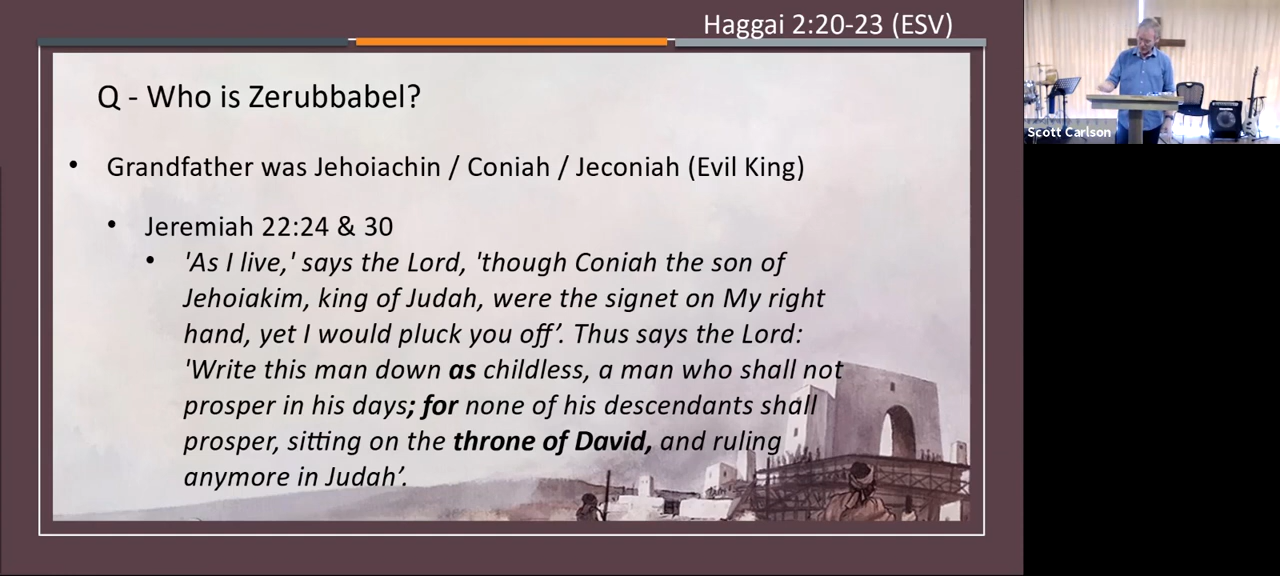 Haggai 2:20-23 (ESV)
Q - Who is Zerubbabel?
• Grandfather was Jehoiachin / Coniah / Jeconiah (Evil King)
• Jeremiah 22:24 & 30
• 'As I live,' says the Lord, 'though Coniah the son of
Jehoiakim, king of Judah, were the signet on My right
hand, yet I would pluck you off’. Thus says the Lord:
'Write this man down as childless, a man who shall not
prosper in his days; for none of his descendants shall
prosper, sitting on the throne of David, and ruling
anymore in Judah’.
Scott Carlson